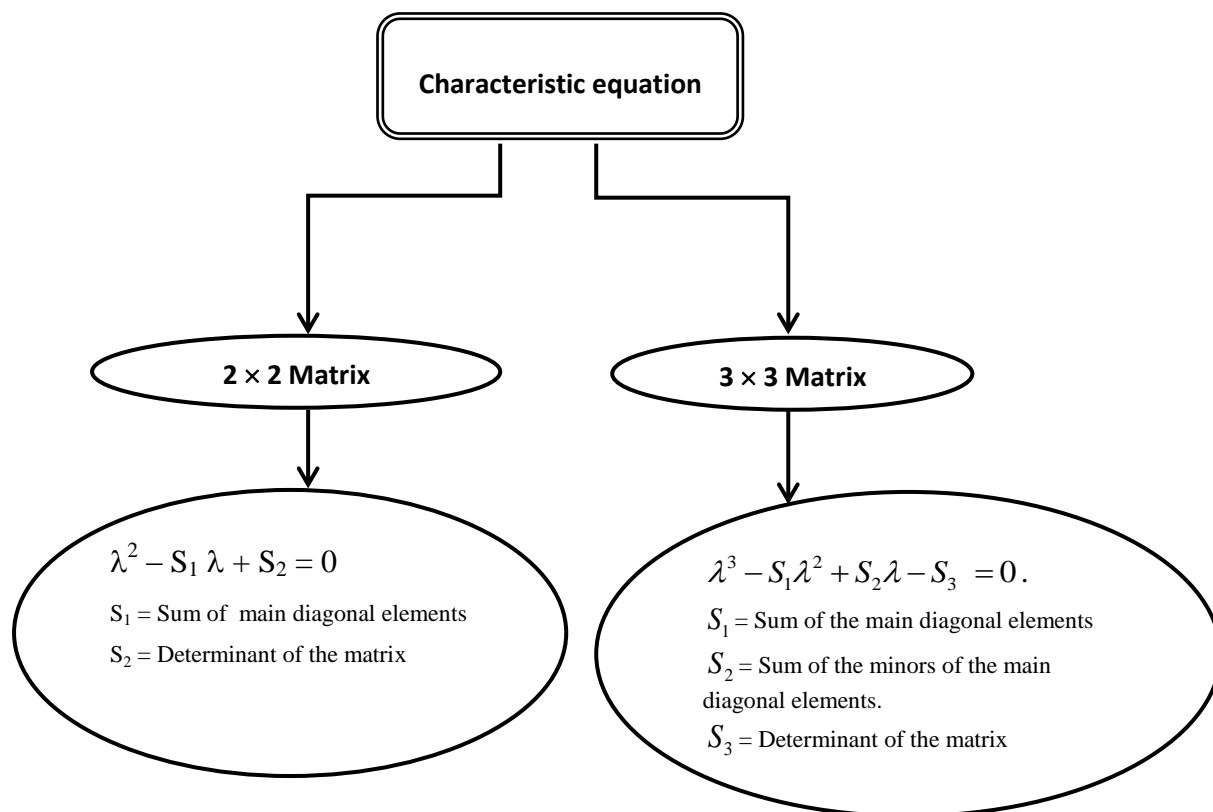 Characteristic equation
2 × 2 Matrix
λ² – S₁ λ + S₂ = 0
S₁ = Sum of main diagonal elements
S₂ = Determinant of the matrix
3 × 3 Matrix
λ³ − S₁λ² + S₂λ − S₃ = 0.
S₁ = Sum of the main diagonal elements
S₂ = Sum of the minors of the main
diagonal elements.
S₃ = Determinant of the matrix